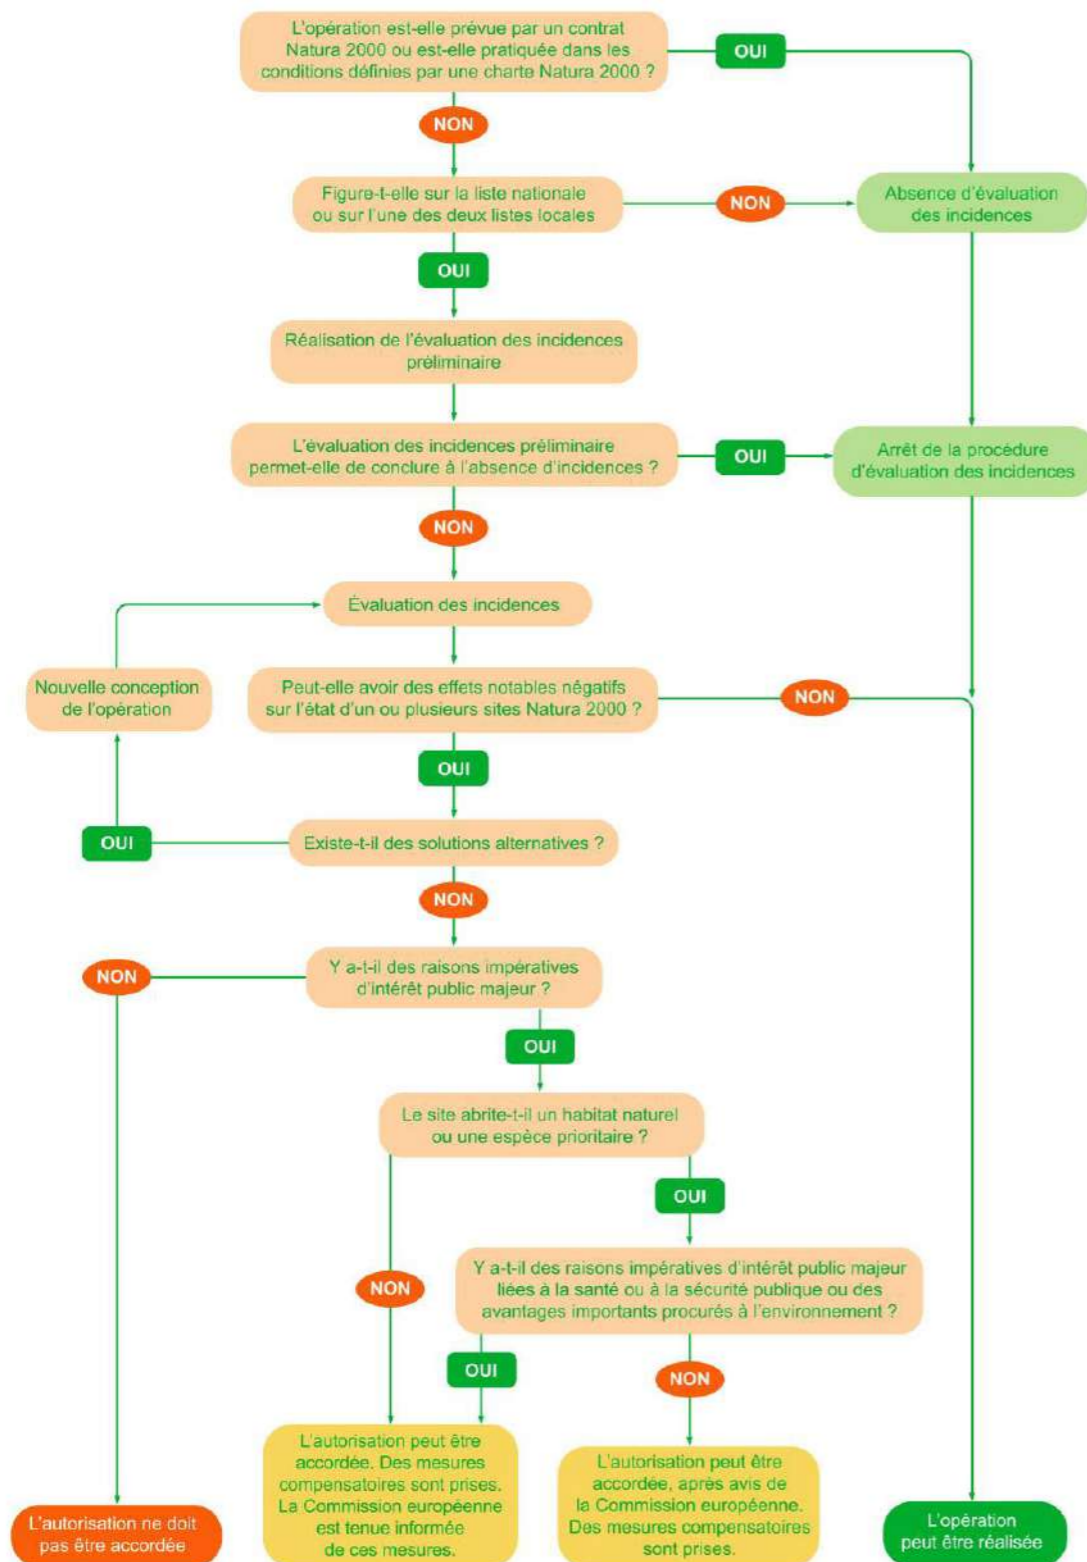 L'opération est-elle prévue par un contrat
Natura 2000 ou est-elle pratiquée dans les
conditions définies par une charte Natura 2000 ?
OUI
NON
Figure-t-elle sur la liste nationale
ou sur l'une des deux listes locales
NON
Absence d'évaluation
des incidences
OUI
Réalisation de l'évaluation des incidences
préliminaire
L'évaluation des incidences préliminaire
permet-elle de conclure à l'absence d'incidences ?
OUI
Arrêt de la procédure
d'évaluation des incidences
NON
Évaluation des incidences
Nouvelle conception
de l'opération
Peut-elle avoir des effets notables négatifs
sur l'état d'un ou plusieurs sites Natura 2000 ?
NON
OUI
OUI
Existe-t-il des solutions alternatives ?
NON
NON
Y a-t-il des raisons impératives
d'intérêt public majeur ?
OUI
Le site abrite-t-il un habitat naturel
ou une espèce prioritaire ?
OUI
NON
Y a-t-il des raisons impératives d'intérêt public majeur
liées à la santé ou à la sécurité publique ou des
avantages importants procurés à l'environnement ?
OUI
NON
L'autorisation ne doit
pas être accordée
L'autorisation peut être
accordée. Des mesures
compensatoires sont prises.
La Commission européenne
est tenue informée
de ces mesures.
L'autorisation peut être
accordée, après avis de
la Commission européenne.
Des mesures compensatoires
sont prises.
L'opération
peut être réalisée